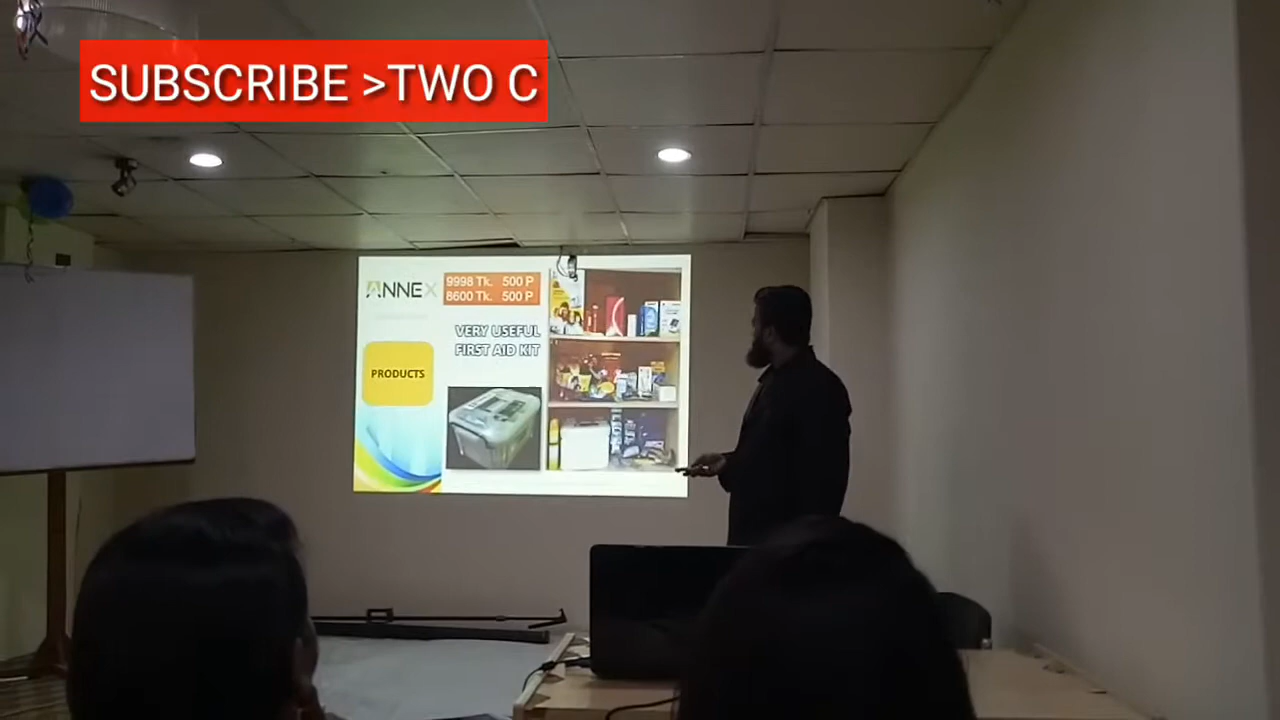 SUBSCRIBE >TWO C
ANNEX
9998 Tk. 500 P
8600 Tk. 500 P
VERY USEFUL
FIRST AID KIT
PRODUCTS